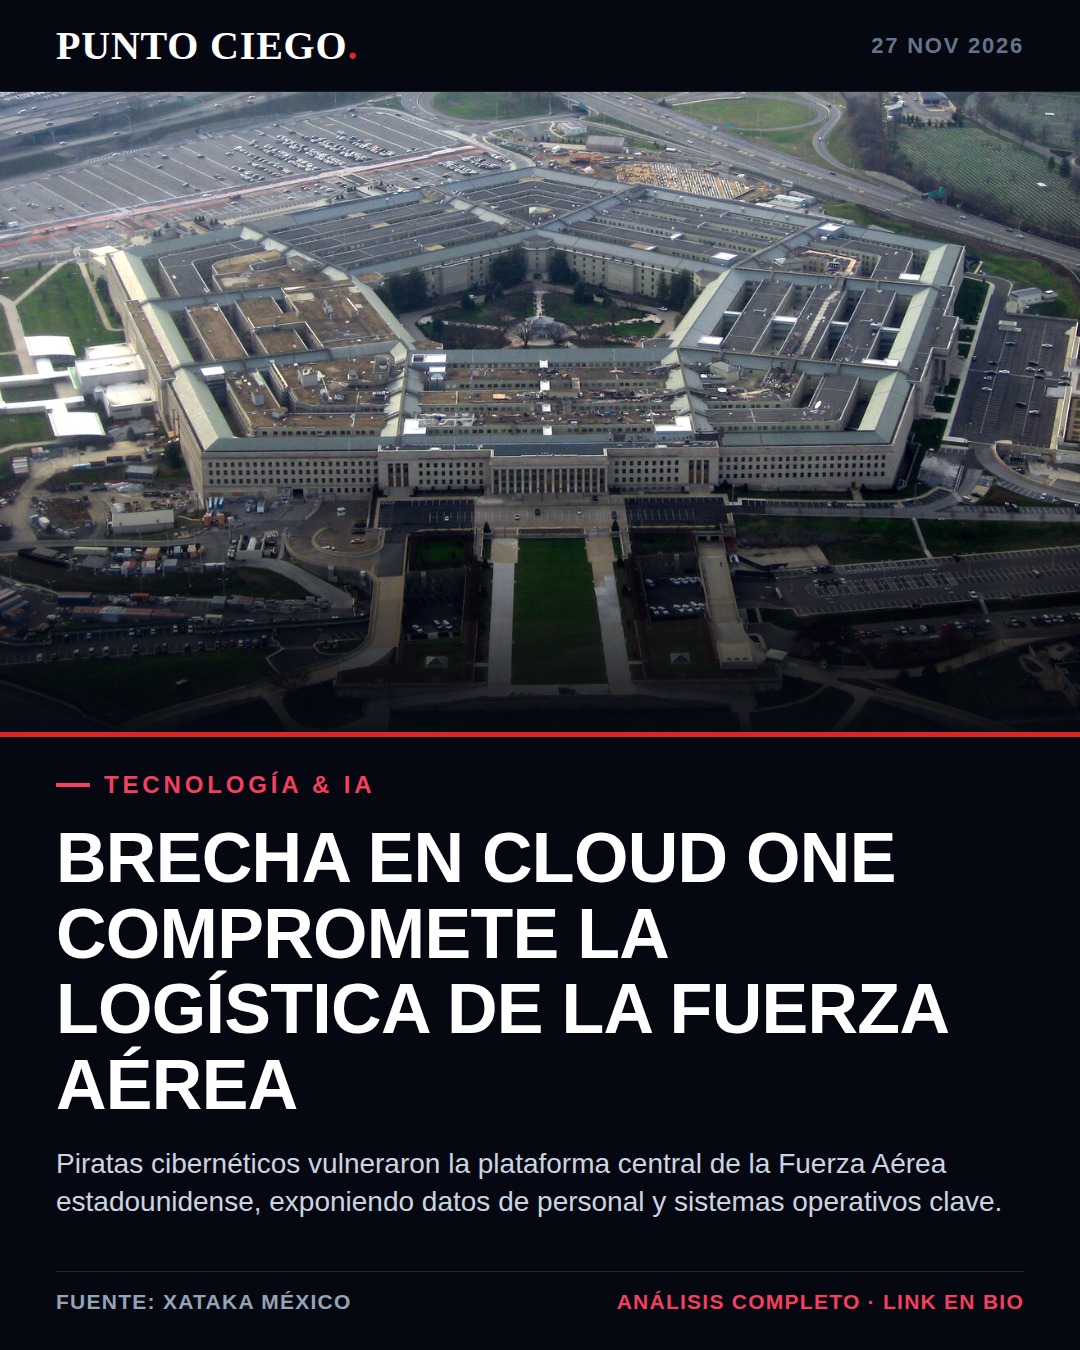 PUNTO CIEGO.
27 NOV 2026
TECNOLOGÍA & IA
BRECHA EN CLOUD ONE
COMPROMETE LA
LOGÍSTICA DE LA FUERZA
AÉREA
Piratas cibernéticos vulneraron la plataforma central de la Fuerza Aérea
estadounidense, exponiendo datos de personal y sistemas operativos clave.
FUENTE: XATAKA MÉXICO
ANÁLISIS COMPLETO · LINK EN BIO